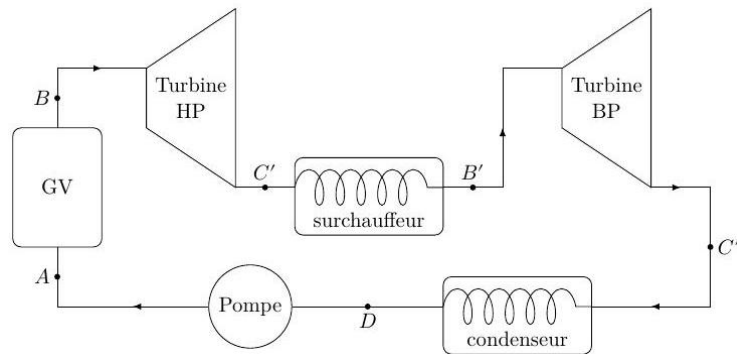 Turbine
HP
Turbine
BP
B
GV
C'
B'
surchauffeur
C'
A
Pompe
D
condenseur